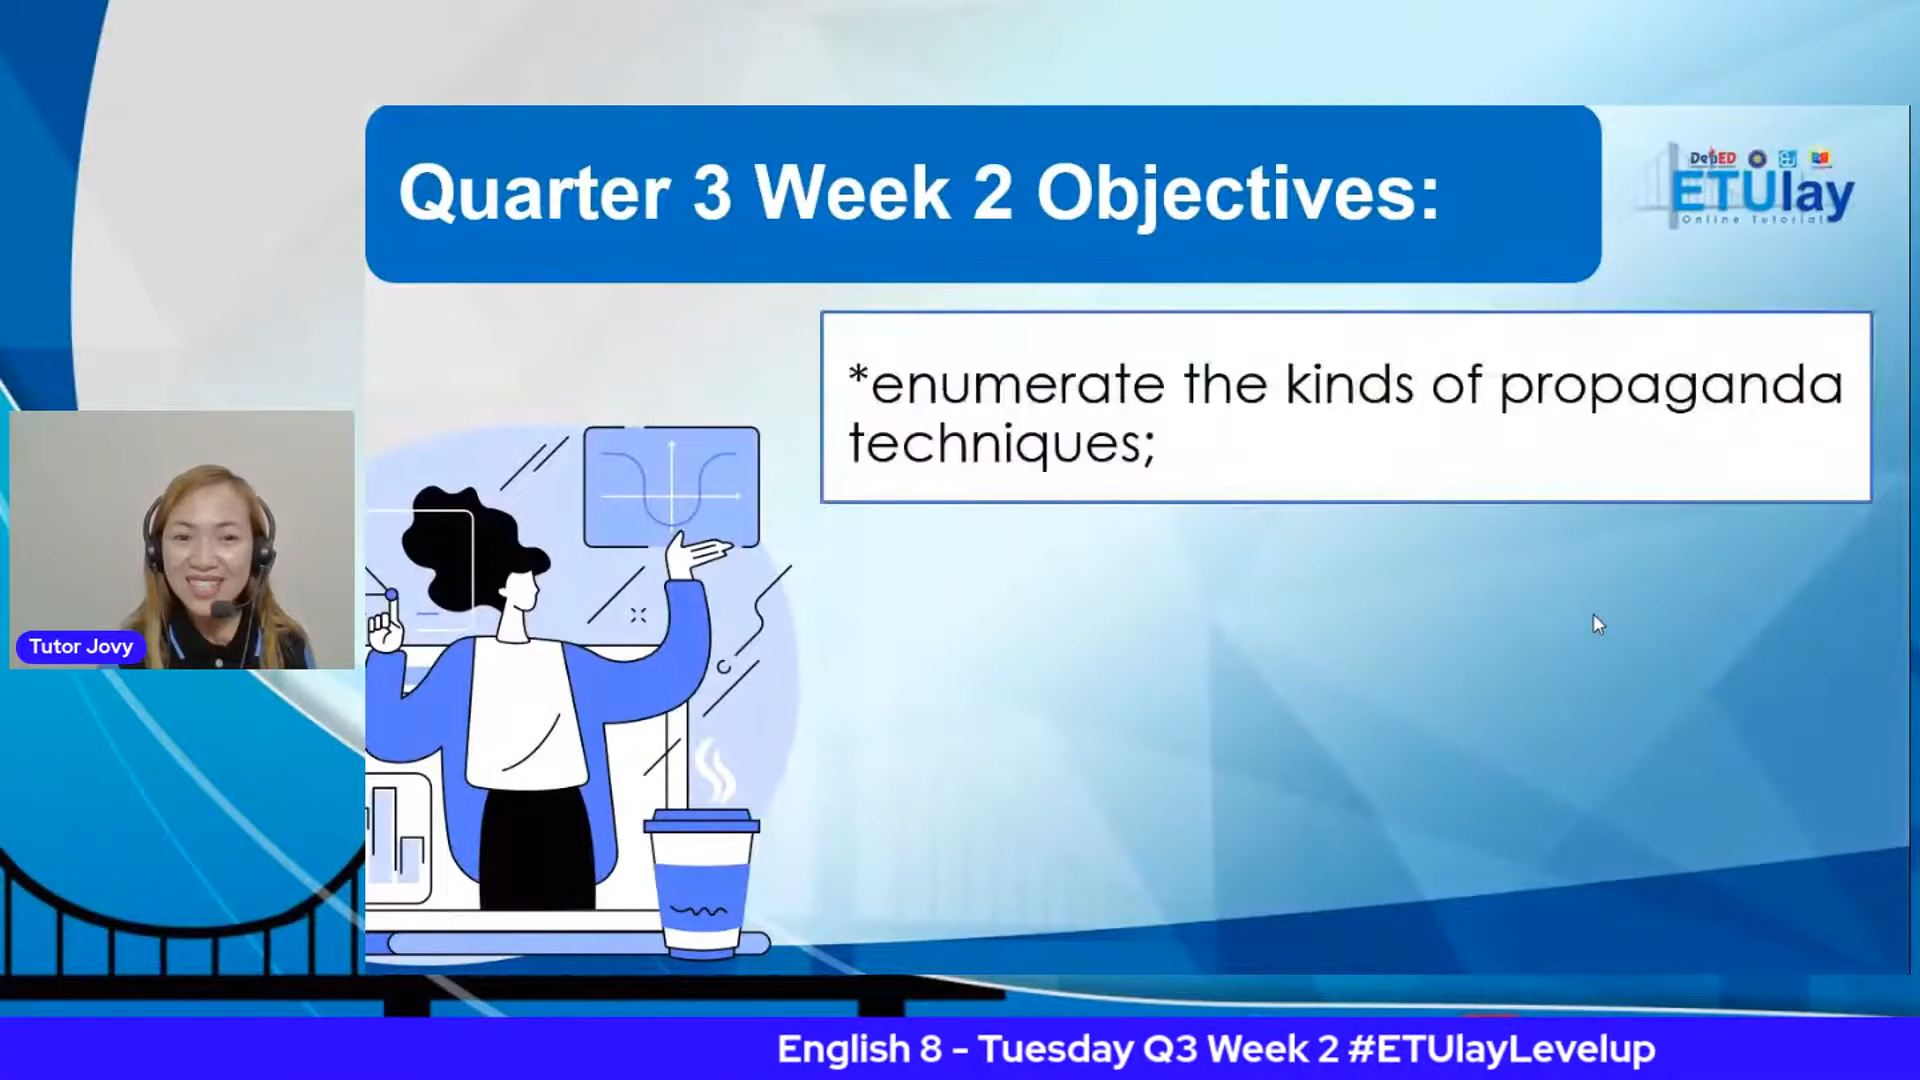 Quarter 3 Week 2 Objectives:
DepED
ETUlay
Online Tutorial
*enumerate the kinds of propaganda
techniques;
Tutor Jovy
English 8 - Tuesday Q3 Week 2 #ETUlayLevelup